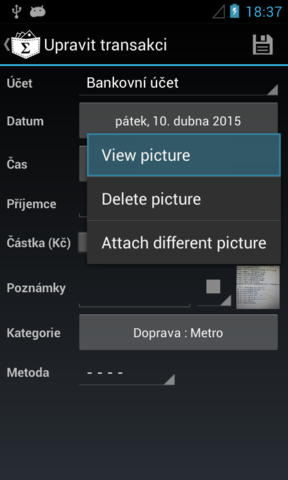 18:37
Upravit transakci
Účet
Bankovní účet
Datum
pátek, 10. dubna 2015
Čas
View picture
Delete picture
Příjemce
Částka (Kč)
Attach different picture
Poznámky
Kategorie
Doprava : Metro
Metoda
- - - -